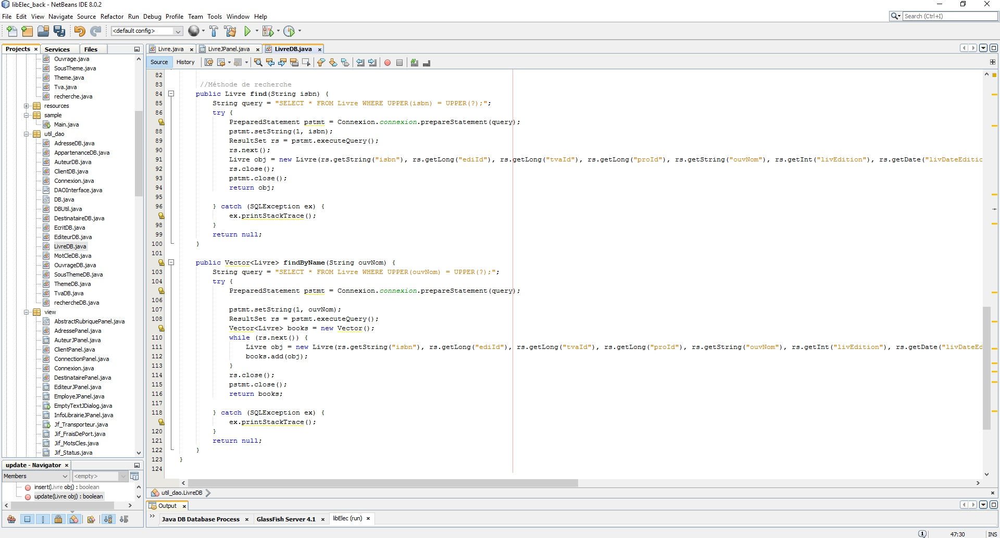 libElec_back - NetBeans IDE 8.0.2
File Edit View Navigate Source Refactor Run Debug Profile Team Tools Window Help
Search (Ctrl+I)
<default config>
Projects
Services
Files
Ouvrage.java
SousTheme.java
Theme.java
Tva.java
recherche.java
resources
sample
Main.java
util_dao
AdresseDB.java
AppartenanceDB.java
AuteurDB.java
ClientDB.java
Connexion.java
DAOInterface.java
DB.java
DBUtil.java
DestinataireDB.java
EcritDB.java
EditeurDB.java
LivreDB.java
MotCleDB.java
OuvrageDB.java
SousThemeDB.java
ThemeDB.java
TvaDB.java
rechercheDB.java
view
AbstractRubriquePanel.java
AdressePanel.java
AuteurJPanel.java
ClientPanel.java
ConnectionPanel.java
Connexion.java
DestinatairePanel.java
EditeurJPanel.java
EmployeJPanel.java
EmptyTextJDialog.java
InfoLibrairieJPanel.java
Jf_Transporteur.java
Jif_FraisDePort.java
Jif_MotsCles.java
Jif_Status.java
update - Navigator
Members
<empty>
insert(Livre obj) : boolean
update(Livre obj) : boolean
Livre.java
LivreJPanel.java
LivreDB.java
Source
History
82
83 //Méthode de recherche
84 public Livre find(String isbn) {
85 String query = "SELECT * FROM Livre WHERE UPPER(isbn) = UPPER(?);";
86 try {
PreparedStatement pstmt = Connexion.connexion.prepareStatement(query);
88 pstmt.setString(1, isbn);
89 ResultSet rs = pstmt.executeQuery();
90 rs.next();
91 Livre obj = new Livre(rs.getString("isbn"), rs.getLong("ediId"), rs.getLong("tvaId"), rs.getLong("proId"), rs.getString("ouvNom"), rs.getInt("livEdition"), rs.getDate("livDateEditic
92 rs.close();
93 pstmt.close();
94 return obj;
95
96 } catch (SQLException ex) {
ex.printStackTrace();
98 }
99 return null;
100 }
101
public Vector<Livre> findByName(String ouvNom) {
103 String query = "SELECT * FROM Livre WHERE UPPER(ouvNom) = UPPER(?);";
104 try {
PreparedStatement pstmt = Connexion.connexion.prepareStatement(query);
106
107 pstmt.setString(1, ouvNom);
108 ResultSet rs = pstmt.executeQuery();
Vector<Livre> books = new Vector();
110 while (rs.next()) {
111 Livre obj = new Livre(rs.getString("isbn"), rs.getLong("ediId"), rs.getLong("tvaId"), rs.getLong("proId"), rs.getString("ouvNom"), rs.getInt("livEdition"), rs.getDate("livDateEd
112 books.add(obj);
113 }
114 rs.close();
115 pstmt.close();
116 return books;
117
118 } catch (SQLException ex) {
ex.printStackTrace();
120 }
121 return null;
122 }
123 }
124
util_dao.LivreDB
Output
Java DB Database Process
GlassFish Server 4.1
libElec (run)
1
47:30
INS